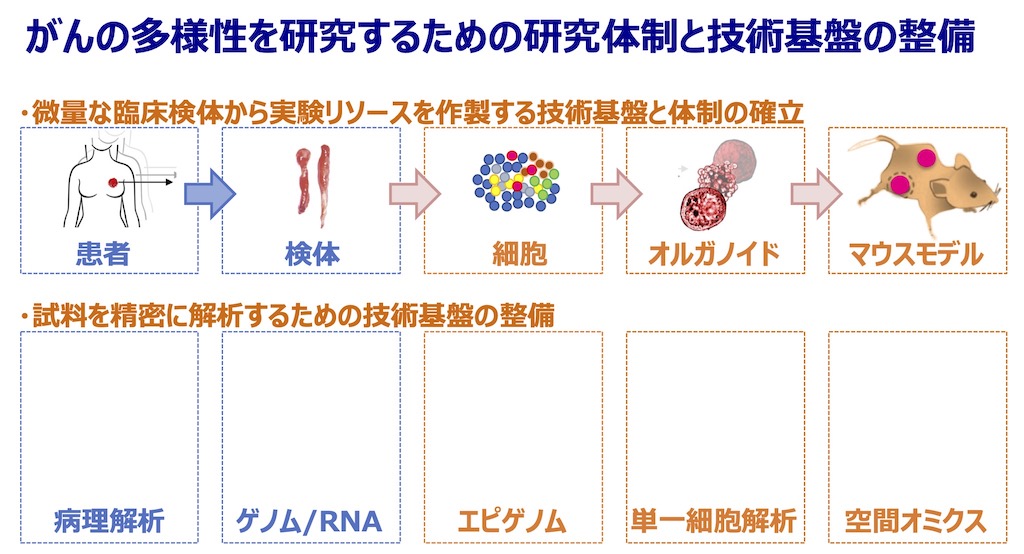 がんの多様性を研究するための研究体制と技術基盤の整備
・微量な臨床検体から実験リソースを作製する技術基盤と体制の確立
患者
検体
細胞
オルガノイド
マウスモデル
・試料を精密に解析するための技術基盤の整備
病理解析
ゲノム/RNA
エピゲノム
単一細胞解析
空間オミクス